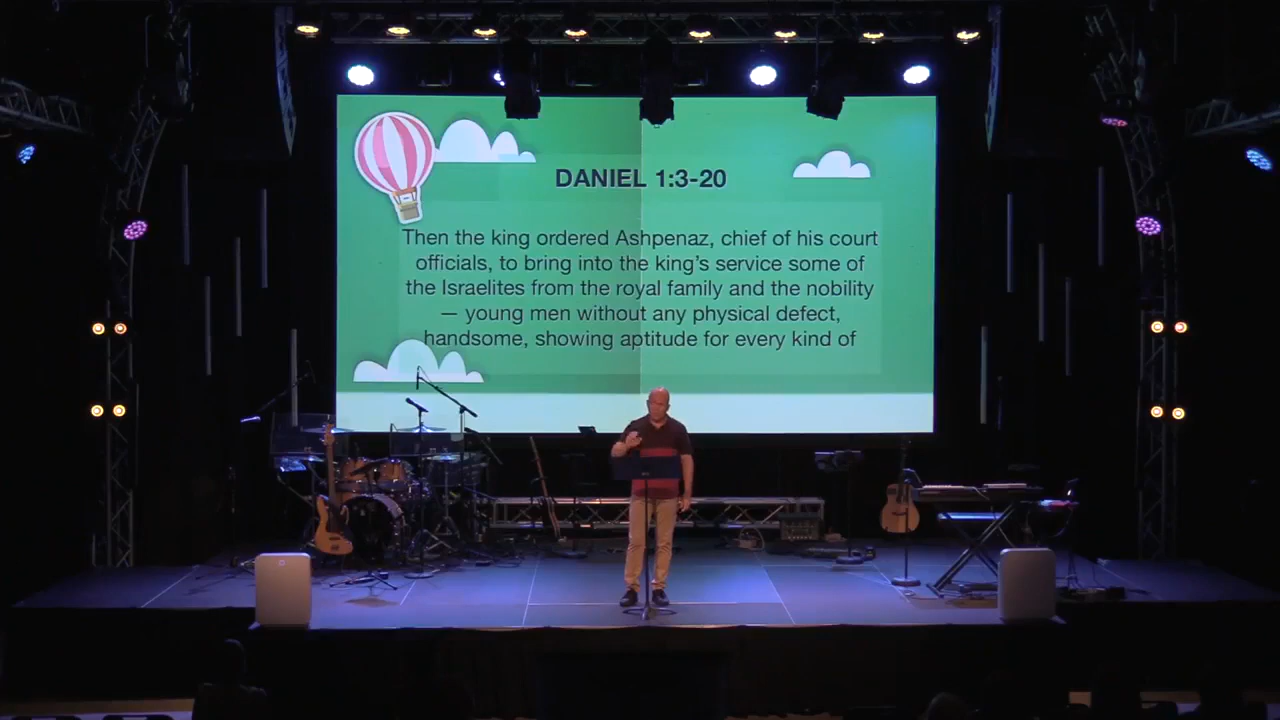 DANIEL 1:3-20
Then the king ordered Ashpenaz, chief of his court
officials, to bring into the king’s service some of
the Israelites from the royal family and the nobility
— young men without any physical defect,
handsome, showing aptitude for every kind of